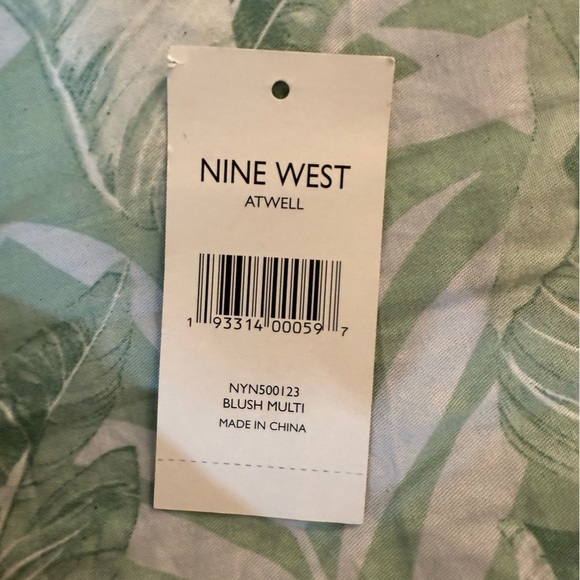 NINE WEST
ATWELL
1 93314 00059 7
NYN500123
BLUSH MULTI
MADE IN CHINA